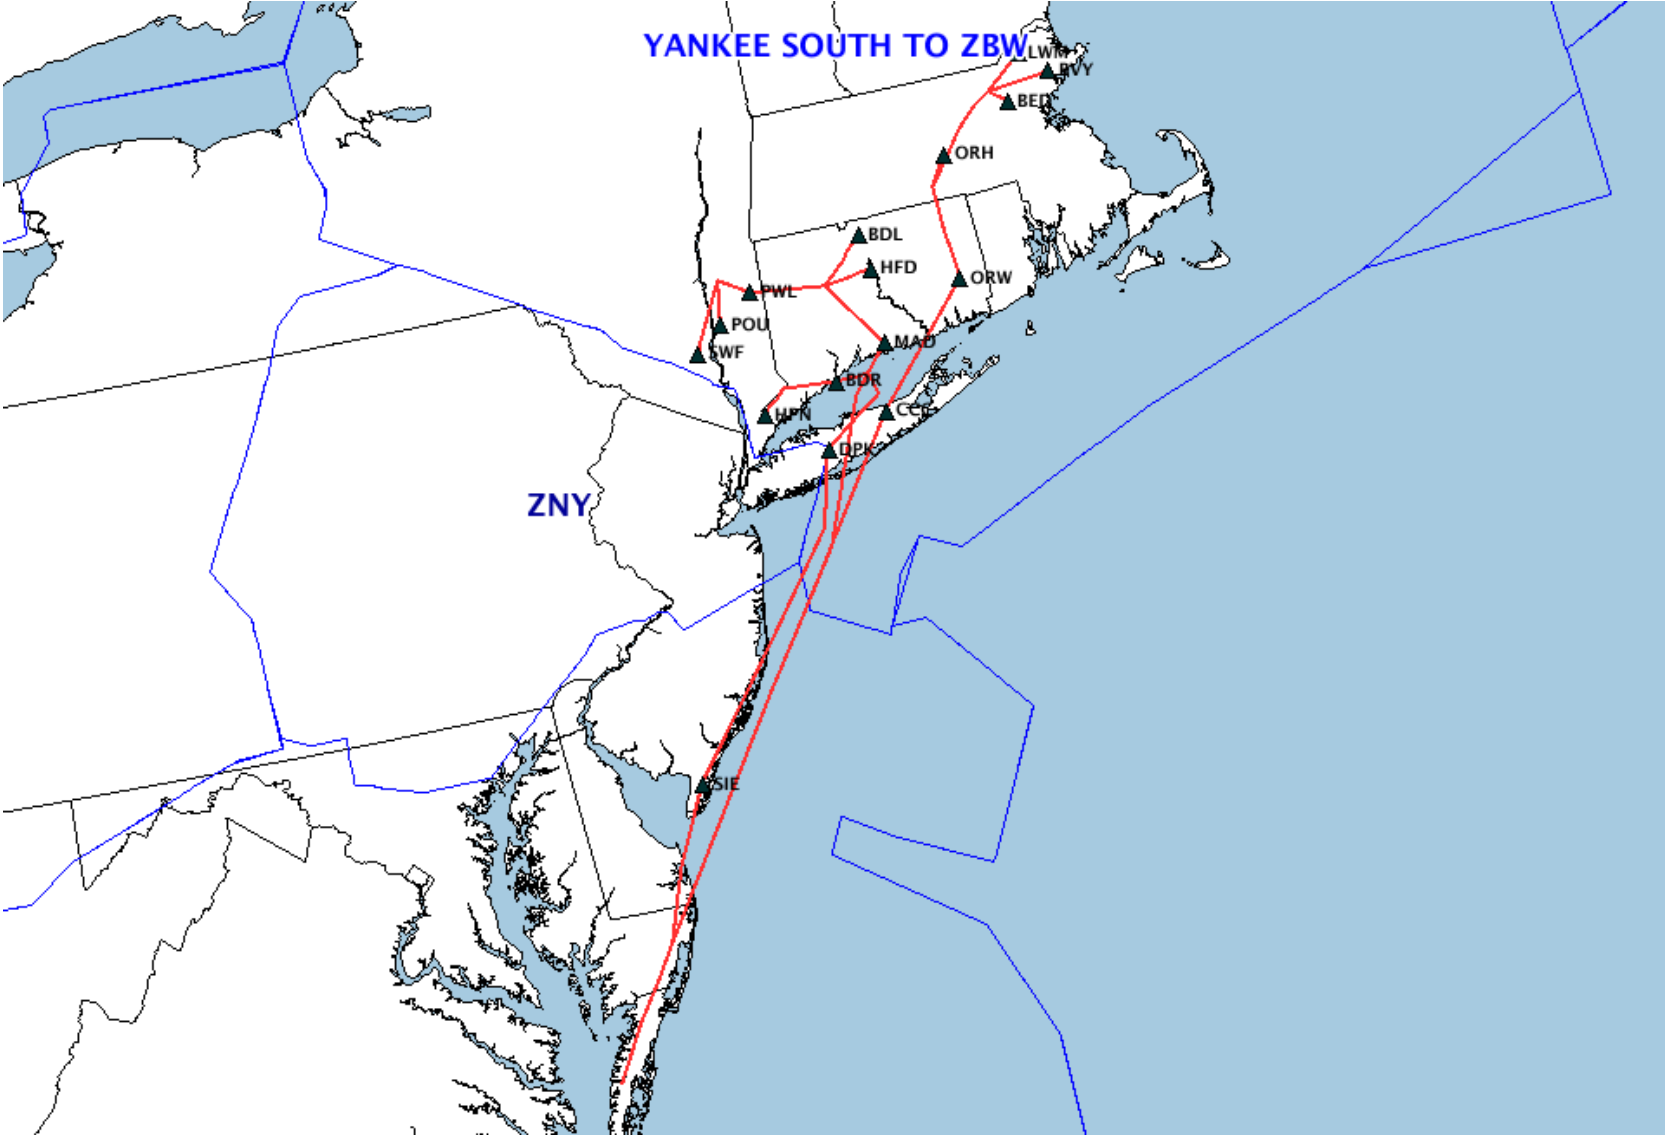 YANKEE SOUTH TO ZBW
LWM
BVY
BED
ORH
BDL
HFD
ORW
PWL
POU
MAD
SWF
BDR
HPN
CCC
DPK
ZNY
SIE